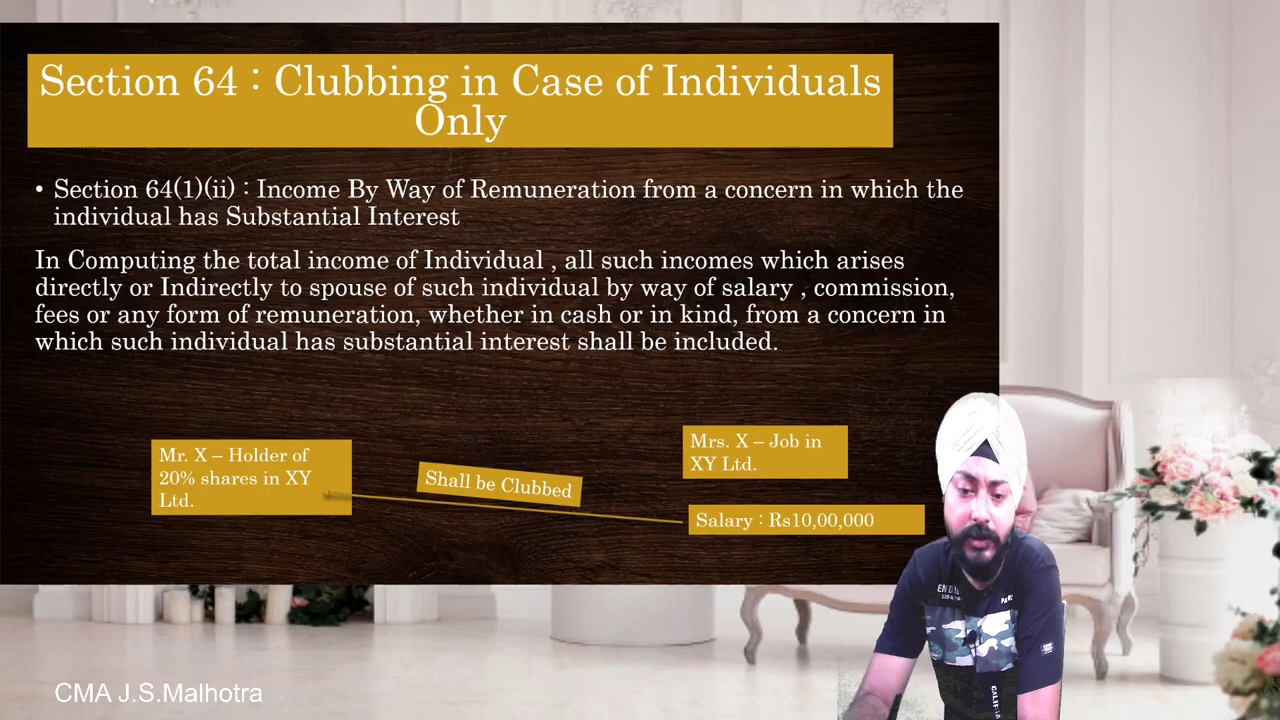 Section 64 : Clubbing in Case of Individuals
Only
• Section 64(1)(ii) : Income By Way of Remuneration from a concern in which the
individual has Substantial Interest
In Computing the total income of Individual , all such incomes which arises
directly or Indirectly to spouse of such individual by way of salary , commission,
fees or any form of remuneration, whether in cash or in kind, from a concern in
which such individual has substantial interest shall be included.
Mr. X – Holder of
20% shares in XY
Ltd.
Shall be Clubbed
Mrs. X – Job in
XY Ltd.
Salary : Rs10,00,000
CMA J.S.Malhotra